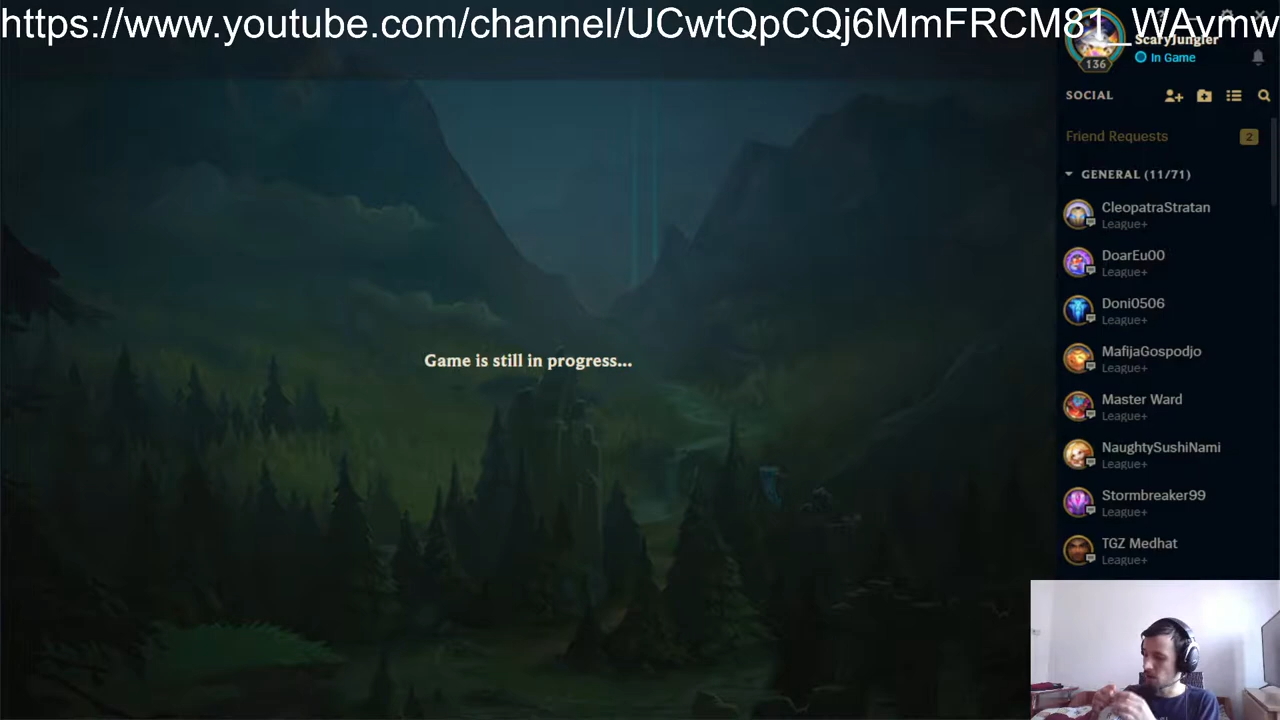 https://www.youtube.com/channel/UCwtQpCQj6MmFRCM81_WAvmw
ScaryJungler
136
In Game
SOCIAL
Friend Requests
2
GENERAL (11/71)
CleopatraStratan
League+
DoarEu00
League+
Doni0506
League+
MafijaGospodjo
League+
Master Ward
League+
NaughtySushiNami
League+
Stormbreaker99
League+
TGZ Medhat
League+
Game is still in progress...